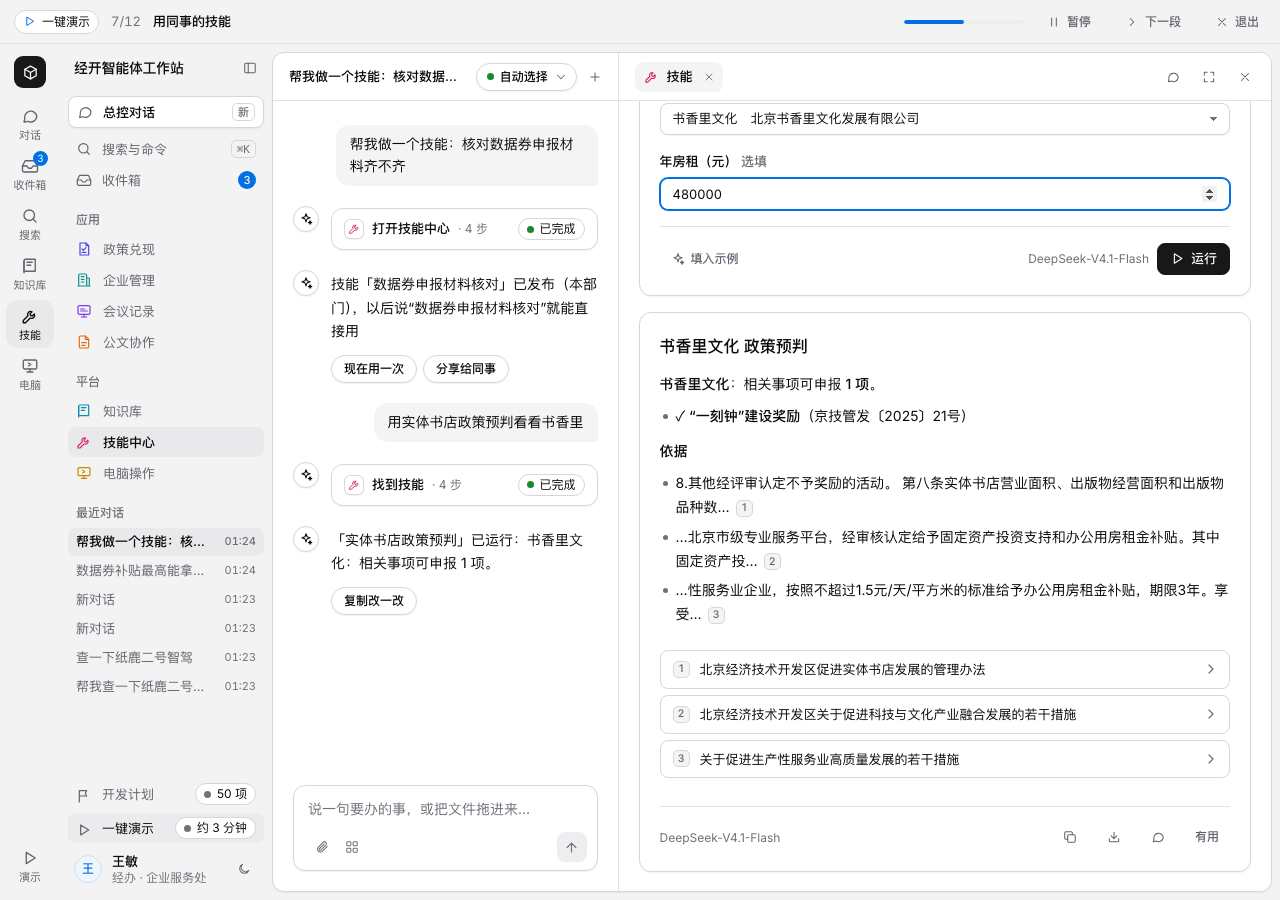 一键演示
7/12
用同事的技能
暂停
下一段
退出
对话
3
收件箱
搜索
知识库
技能
电脑
演示
经开智能体工作站
总控对话
新
搜索与命令
⌘K
收件箱
3
应用
政策兑现
企业管理
会议记录
公文协作
平台
知识库
技能中心
电脑操作
最近对话
帮我做一个技能：核...
01:24
数据券补贴最高能拿...
01:24
新对话
01:23
新对话
01:23
查一下纸鹿二号智驾
01:23
帮我查一下纸鹿二号...
01:23
开发计划
50 项
一键演示
约 3 分钟
王
王敏
经办 · 企业服务处
帮我做一个技能：核对数据...
自动选择
帮我做一个技能：核对数据券申报材
料齐不齐
打开技能中心 · 4 步
已完成
技能「数据券申报材料核对」已发布（本部
门），以后说“数据券申报材料核对”就能直
接用
现在用一次
分享给同事
用实体书店政策预判看看书香里
找到技能 · 4 步
已完成
「实体书店政策预判」已运行：书香里文
化：相关事项可申报 1 项。
复制改一改
说一句要办的事，或把文件拖进来...
技能
书香里文化 北京书香里文化发展有限公司
年房租（元） 选填
480000
填入示例
DeepSeek-V4.1-Flash
运行
书香里文化 政策预判
书香里文化：相关事项可申报 1 项。
✓ “一刻钟”建设奖励（京技管发〔2025〕21号）
依据
8.其他经评审认定不予奖励的活动。 第八条实体书店营业面积、出版物经营面积和出版物
品种数... 1
...北京市级专业服务平台，经审核认定给予固定资产投资支持和办公用房租金补贴。其中
固定资产投... 2
...性服务业企业，按照不超过1.5元/天/平方米的标准给予办公用房租金补贴，期限3年。享
受... 3
1 北京经济技术开发区促进实体书店发展的管理办法
2 北京经济技术开发区关于促进科技与文化产业融合发展的若干措施
3 关于促进生产性服务业高质量发展的若干措施
DeepSeek-V4.1-Flash
有用